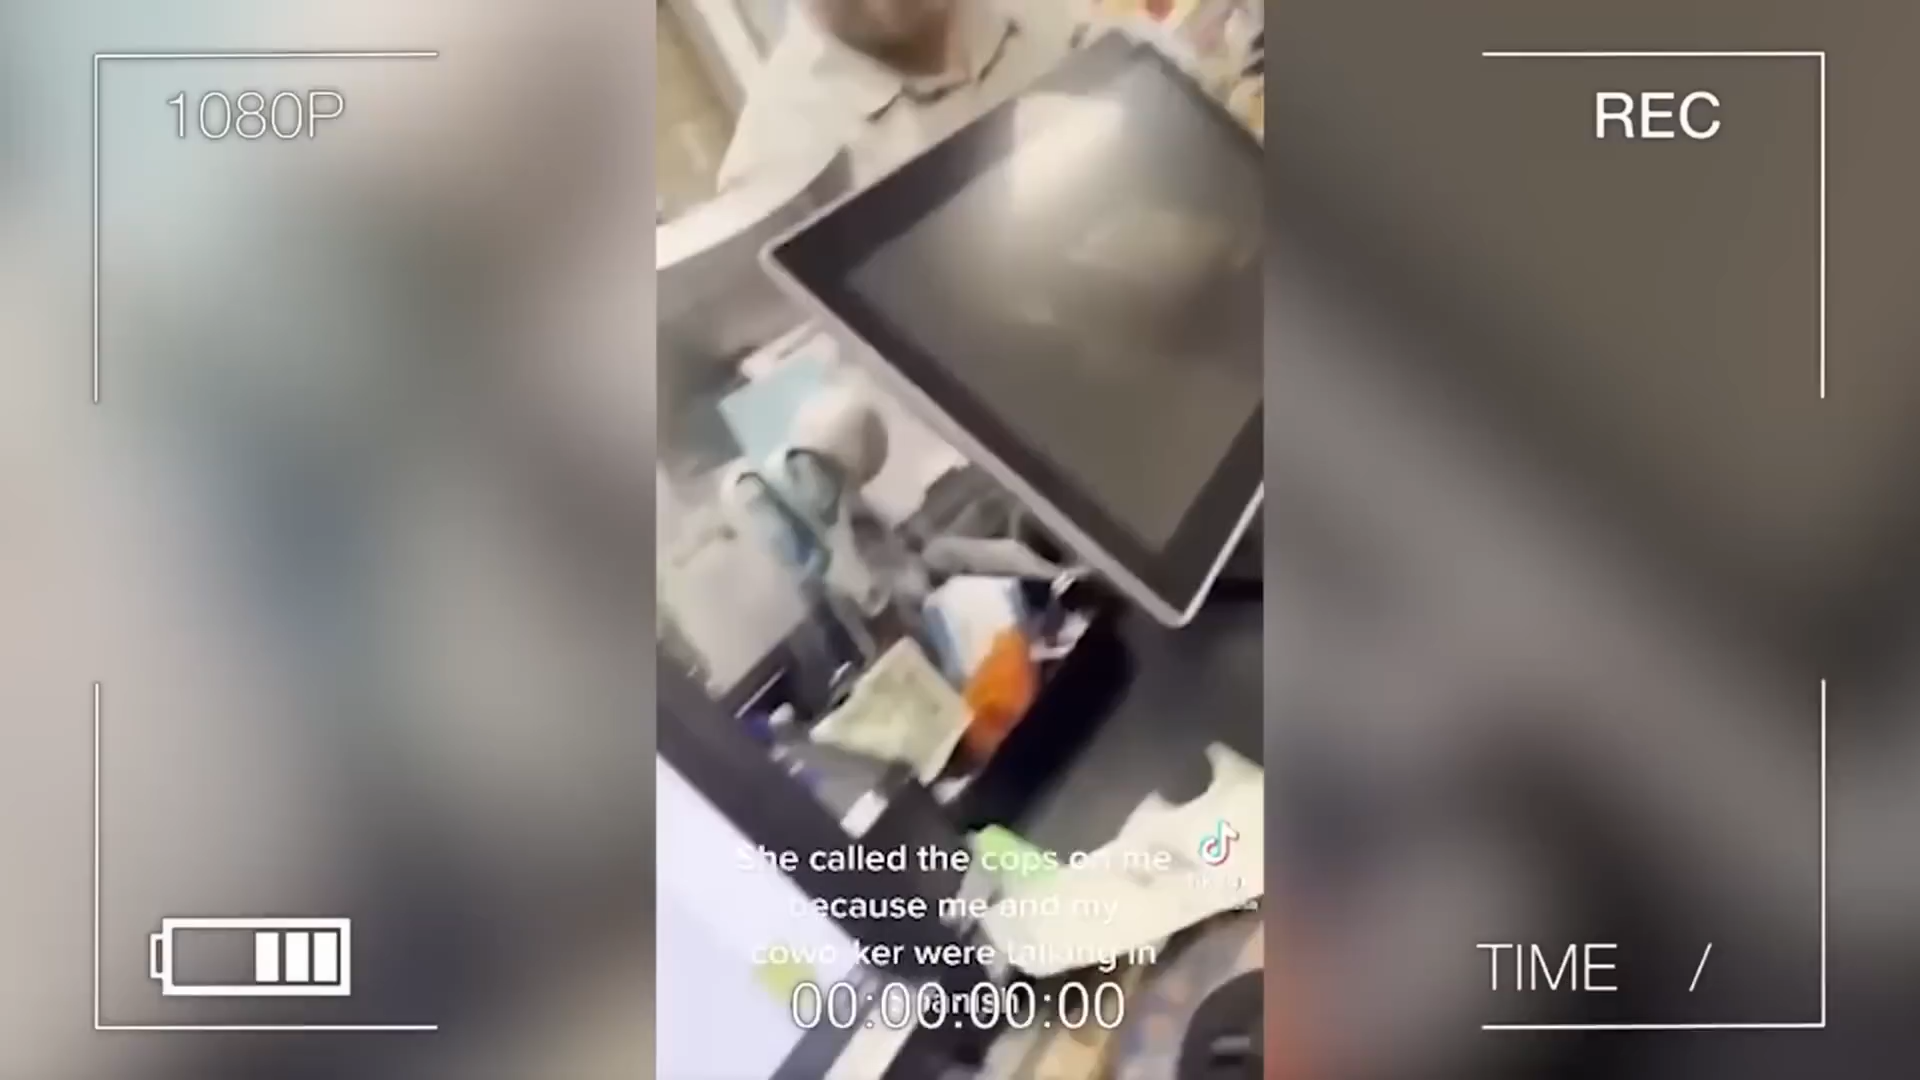 1080P
REC
She called the cops on me
because me and my
coworker were talking in
Spanish
00:00:00:00
TIME /